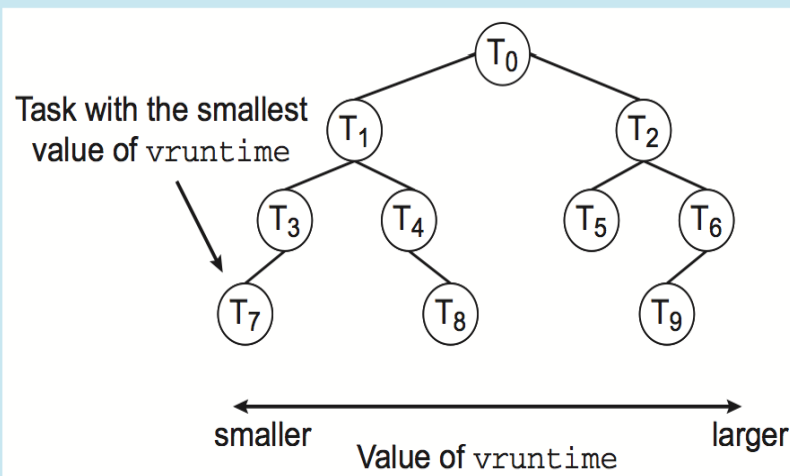 T0
Task with the smallest
value of vruntime
T1
T2
T3
T4
T5
T6
T7
T8
T9
smaller
larger
Value of vruntime